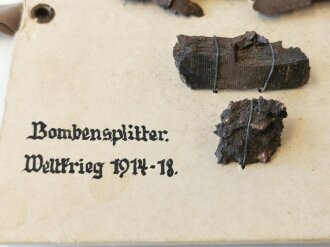 Bombensplitter.
Weltkrieg 1914-18.